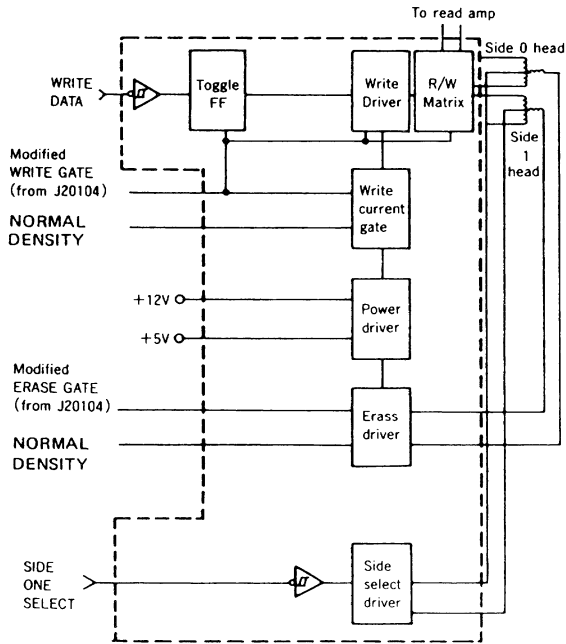 To read amp
Side 0 head
WRITE
DATA
Toggle
FF
Write
Driver
R/W
Matrix
Side
1
head
Modified
WRITE GATE
(from J20104)
Write
current
gate
NORMAL
DENSITY
+12V
Power
driver
+5V
Modified
ERASE GATE
(from J20104)
Erass
driver
NORMAL
DENSITY
SIDE
ONE
SELECT
Side
select
driver